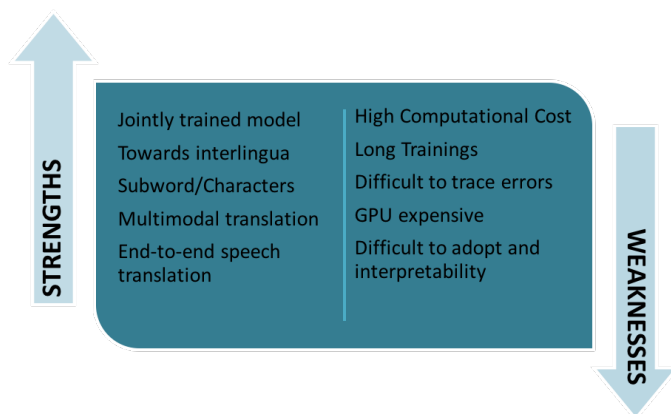 STRENGTHS
Jointly trained model
Towards interlingua
Subword/Characters
Multimodal translation
End-to-end speech
translation
High Computational Cost
Long Trainings
Difficult to trace errors
GPU expensive
Difficult to adopt and
interpretability
WEAKNESSES